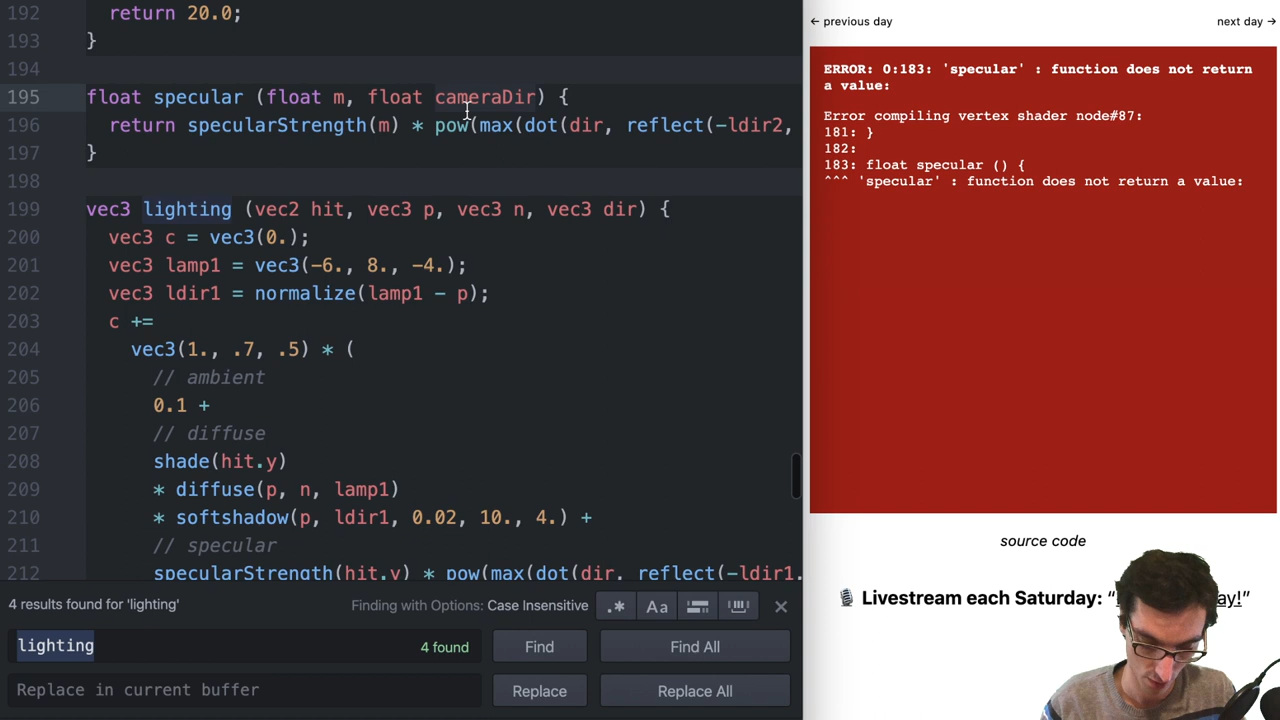 192 return 20.0;
193 }
194
195 float specular (float m, float cameraDir) {
196 return specularStrength(m) * pow(max(dot(dir, reflect(-ldir2,
197 }
198
199 vec3 lighting (vec2 hit, vec3 p, vec3 n, vec3 dir) {
200 vec3 c = vec3(0.);
201 vec3 lamp1 = vec3(-6., 8., -4.);
202 vec3 ldir1 = normalize(lamp1 - p);
203 c +=
204 vec3(1., .7, .5) * (
205 // ambient
206 0.1 +
207 // diffuse
208 shade(hit.y)
209 * diffuse(p, n, lamp1)
210 * softshadow(p, ldir1, 0.02, 10., 4.) +
211 // specular
212 specularStrength(hit.y) * pow(max(dot(dir, reflect(-ldir1,
4 results found for 'lighting'
Finding with Options: Case Insensitive
.* Aa
lighting
4 found
Find
Find All
Replace in current buffer
Replace
Replace All
← previous day
next day →
ERROR: 0:183: 'specular' : function does not return
a value:
Error compiling vertex shader node#87:
181: }
182:
183: float specular () {
^^^ 'specular' : function does not return a value:
source code
🎙️ Livestream each Saturday: “ ay!”